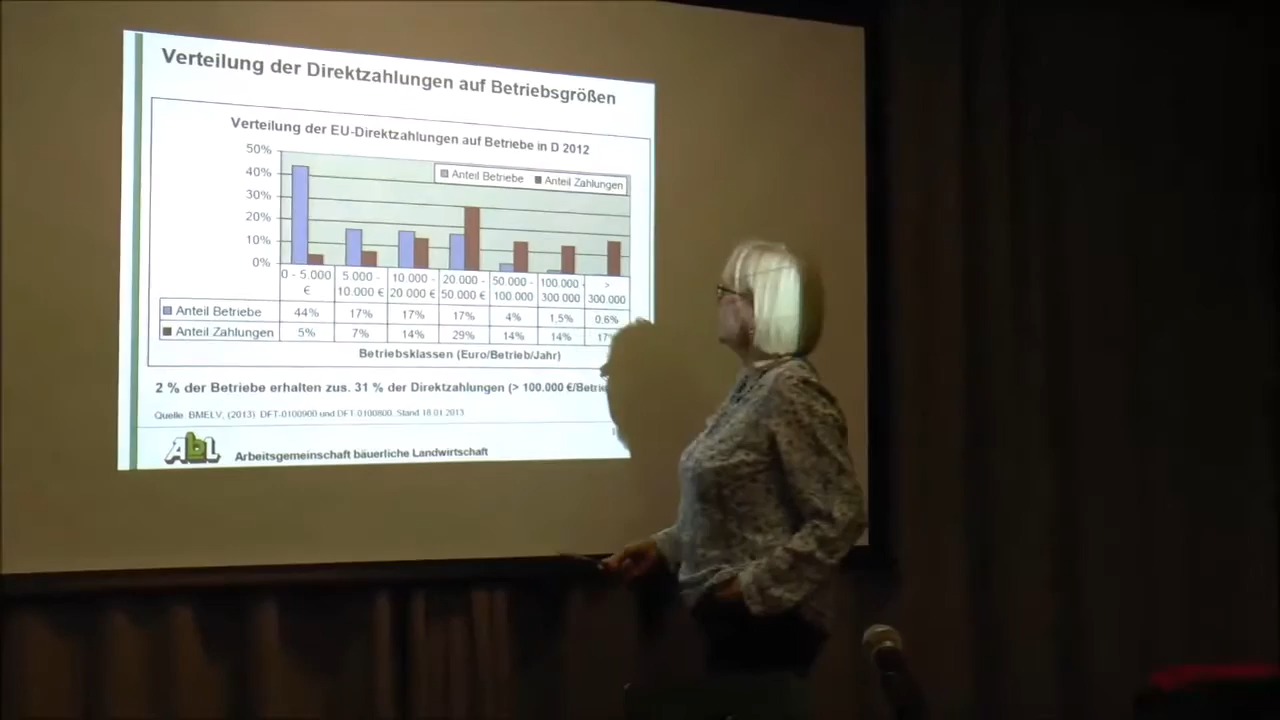 Verteilung der Direktzahlungen auf Betriebsgrößen
Verteilung der EU-Direktzahlungen auf Betriebe in D 2012
50%
40%
30%
20%
10%
0%
Anteil Betriebe Anteil Zahlungen
0 - 5.000 €
5.000 - 10.000 €
10.000 - 20.000 €
20.000 - 50.000 €
50.000 - 100.000
100.000 - 300.000
> 300.000
Anteil Betriebe 44% 17% 17% 17% 4% 1,5% 0,6%
Anteil Zahlungen 5% 7% 14% 29% 14% 14% 17%
Betriebsklassen (Euro/Betrieb/Jahr)
2 % der Betriebe erhalten zus. 31 % der Direktzahlungen (> 100.000 €/Betrie
Quelle: BMELV, (2013) DFT-0100900 und DFT-0100800, Stand 18.01.2013
AbL Arbeitsgemeinschaft bäuerliche Landwirtschaft